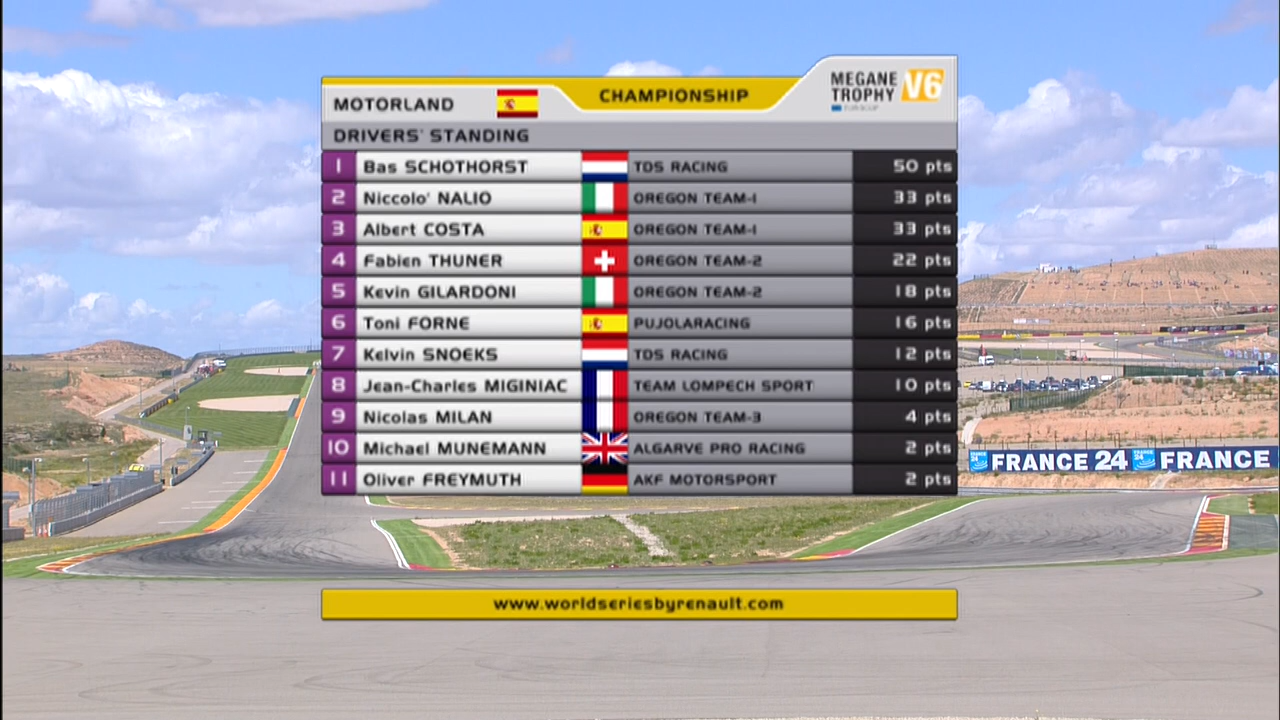 MOTORLAND
CHAMPIONSHIP
MEGANE
TROPHY V6
EUROCUP
DRIVERS' STANDING
1 Bas SCHOTHORST TDS RACING 50 pts
2 Niccolo' NALIO OREGON TEAM-1 33 pts
3 Albert COSTA OREGON TEAM-1 33 pts
4 Fabien THUNER OREGON TEAM-2 22 pts
5 Kevin GILARDONI OREGON TEAM-2 18 pts
6 Toni FORNE PUJOLARACING 16 pts
7 Kelvin SNOEKS TDS RACING 12 pts
8 Jean-Charles MIGINIAC TEAM LOMPECH SPORT 10 pts
9 Nicolas MILAN OREGON TEAM-3 4 pts
10 Michael MUNEMANN ALGARVE PRO RACING 2 pts
11 Oliver FREYMUTH AKF MOTORSPORT 2 pts
FRANCE 24 FRANCE
www.worldseriesbyrenault.com